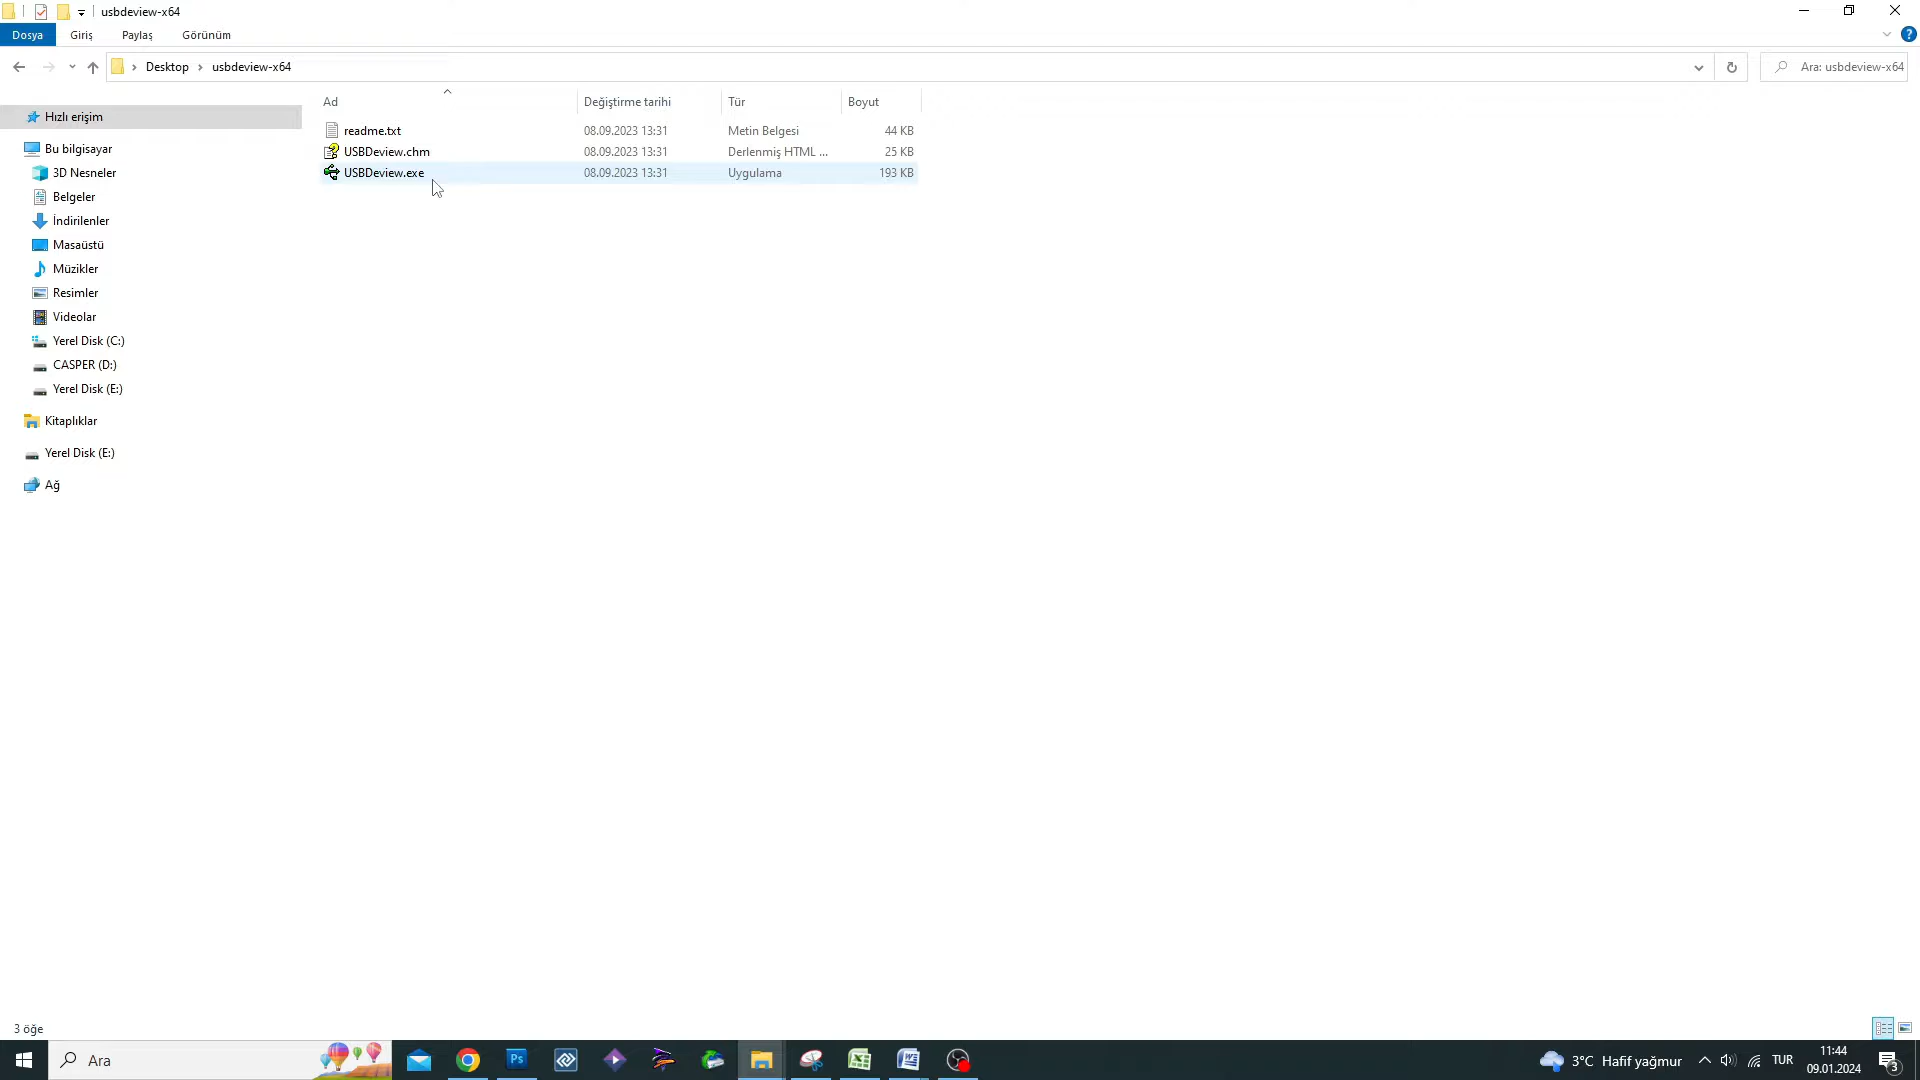 usbdeview-x64
Dosya Giriş Paylaş Görünüm
Desktop usbdeview-x64
Ara: usbdeview-x64
Ad Değiştirme tarihi Tür Boyut
readme.txt 08.09.2023 13:31 Metin Belgesi 44 KB
USBDeview.chm 08.09.2023 13:31 Derlenmiş HTML ... 25 KB
USBDeview.exe 08.09.2023 13:31 Uygulama 193 KB
Hızlı erişim
Bu bilgisayar
3D Nesneler
Belgeler
İndirilenler
Masaüstü
Müzikler
Resimler
Videolar
Yerel Disk (C:)
CASPER (D:)
Yerel Disk (E:)
Kitaplıklar
Yerel Disk (E:)
Ağ
3 öğe
Ara
Ps
3°C Hafif yağmur
TUR
11:44
09.01.2024
3